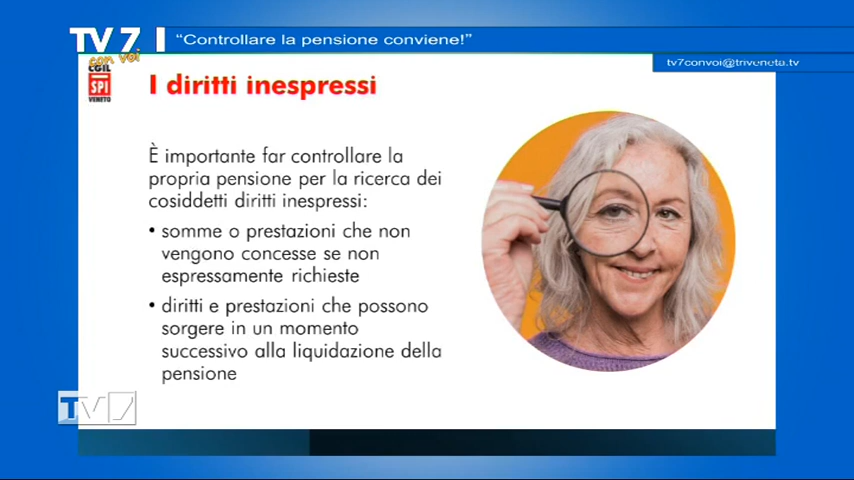 TV7
con voi
"Controllare la pensione conviene!"
tv7convoi@triveneta.tv
CGIL
SPI
VENETO
I diritti inespressi
È importante far controllare la
propria pensione per la ricerca dei
cosiddetti diritti inespressi:
• somme o prestazioni che non
vengono concesse se non
espressamente richieste
• diritti e prestazioni che possono
sorgere in un momento
successivo alla liquidazione della
pensione
TV7